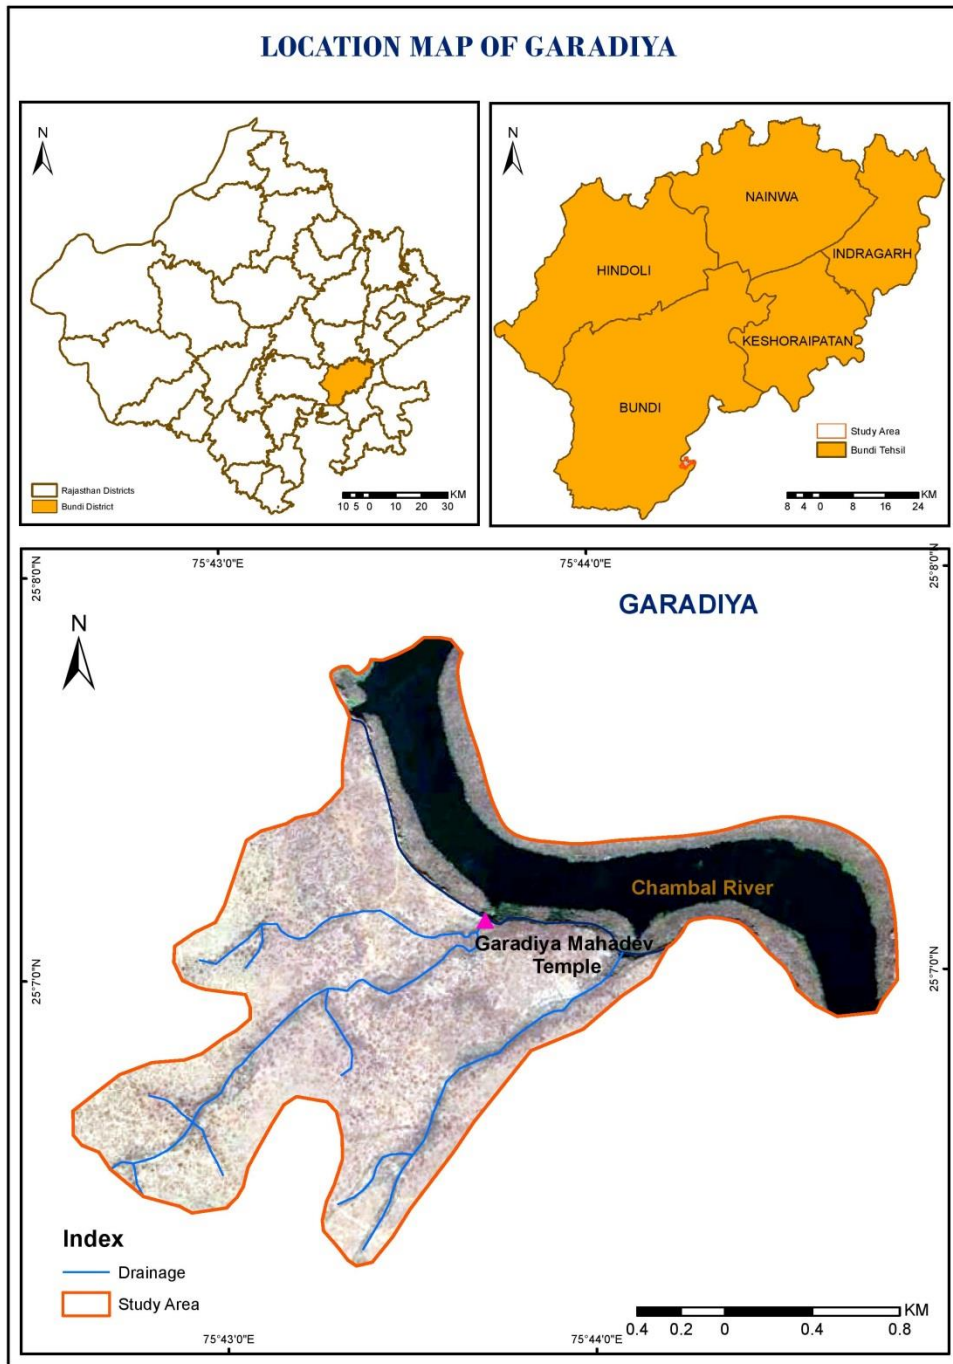 LOCATION MAP OF GARADIYA
N
Rajasthan Districts
Bundi District
10 5 0 10 20 30 KM
N
NAINWA
HINDOLI
INDRAGARH
KESHORAIPATAN
BUNDI
Study Area
Bundi Tehsil
8 4 0 8 16 24 KM
75°43'0"E
75°44'0"E
25°8'0"N
25°8'0"N
GARADIYA
N
Chambal River
Garadiya Mahadev
Temple
25°7'0"N
25°7'0"N
Index
Drainage
Study Area
KM
0.4 0.2 0 0.4 0.8
75°43'0"E
75°44'0"E